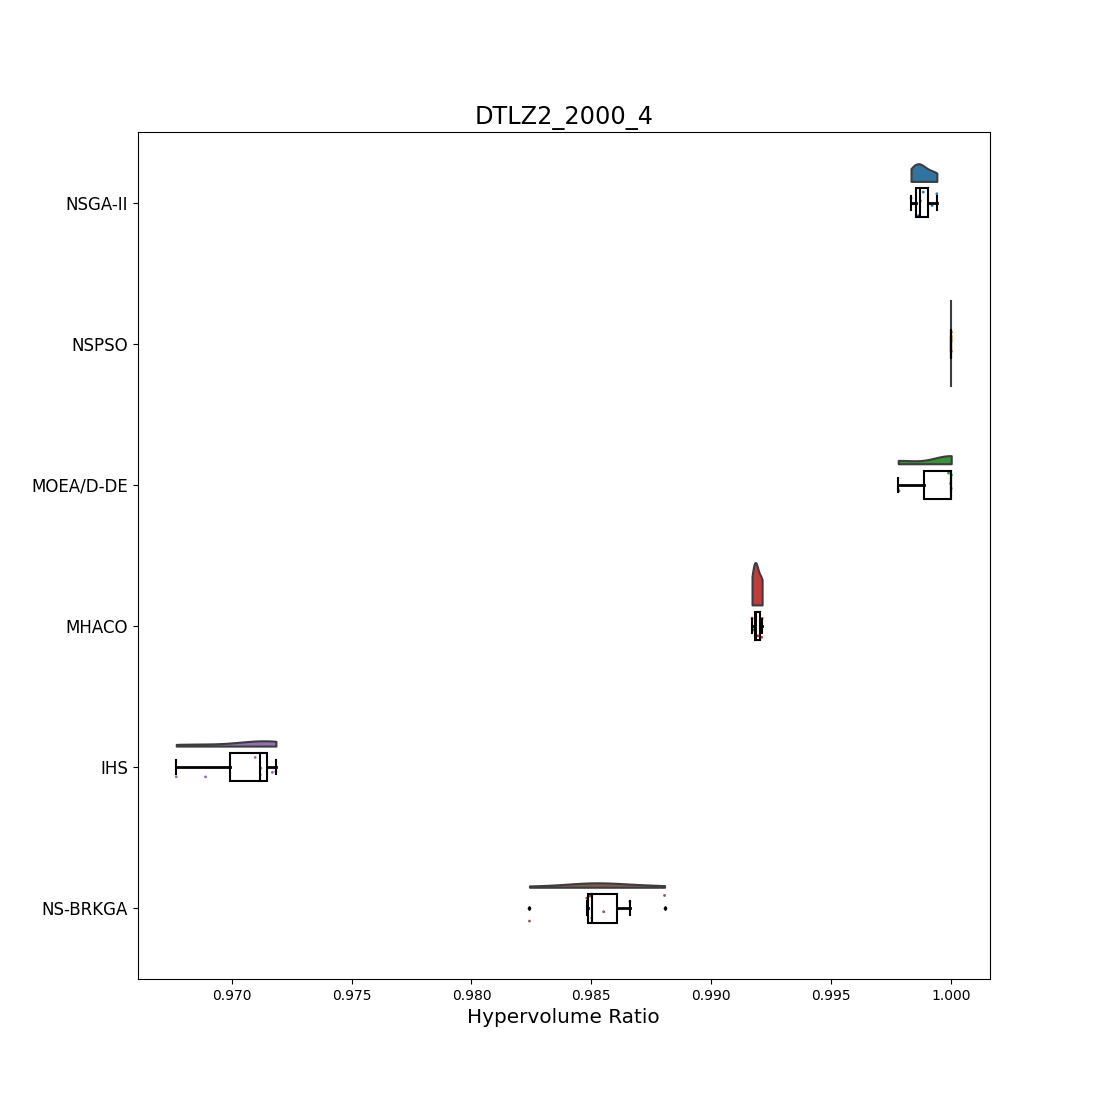 DTLZ2_2000_4
NSGA-II
NSPSO
MOEA/D-DE
MHACO
IHS
NS-BRKGA
0.970 0.975 0.980 0.985 0.990 0.995 1.000
Hypervolume Ratio